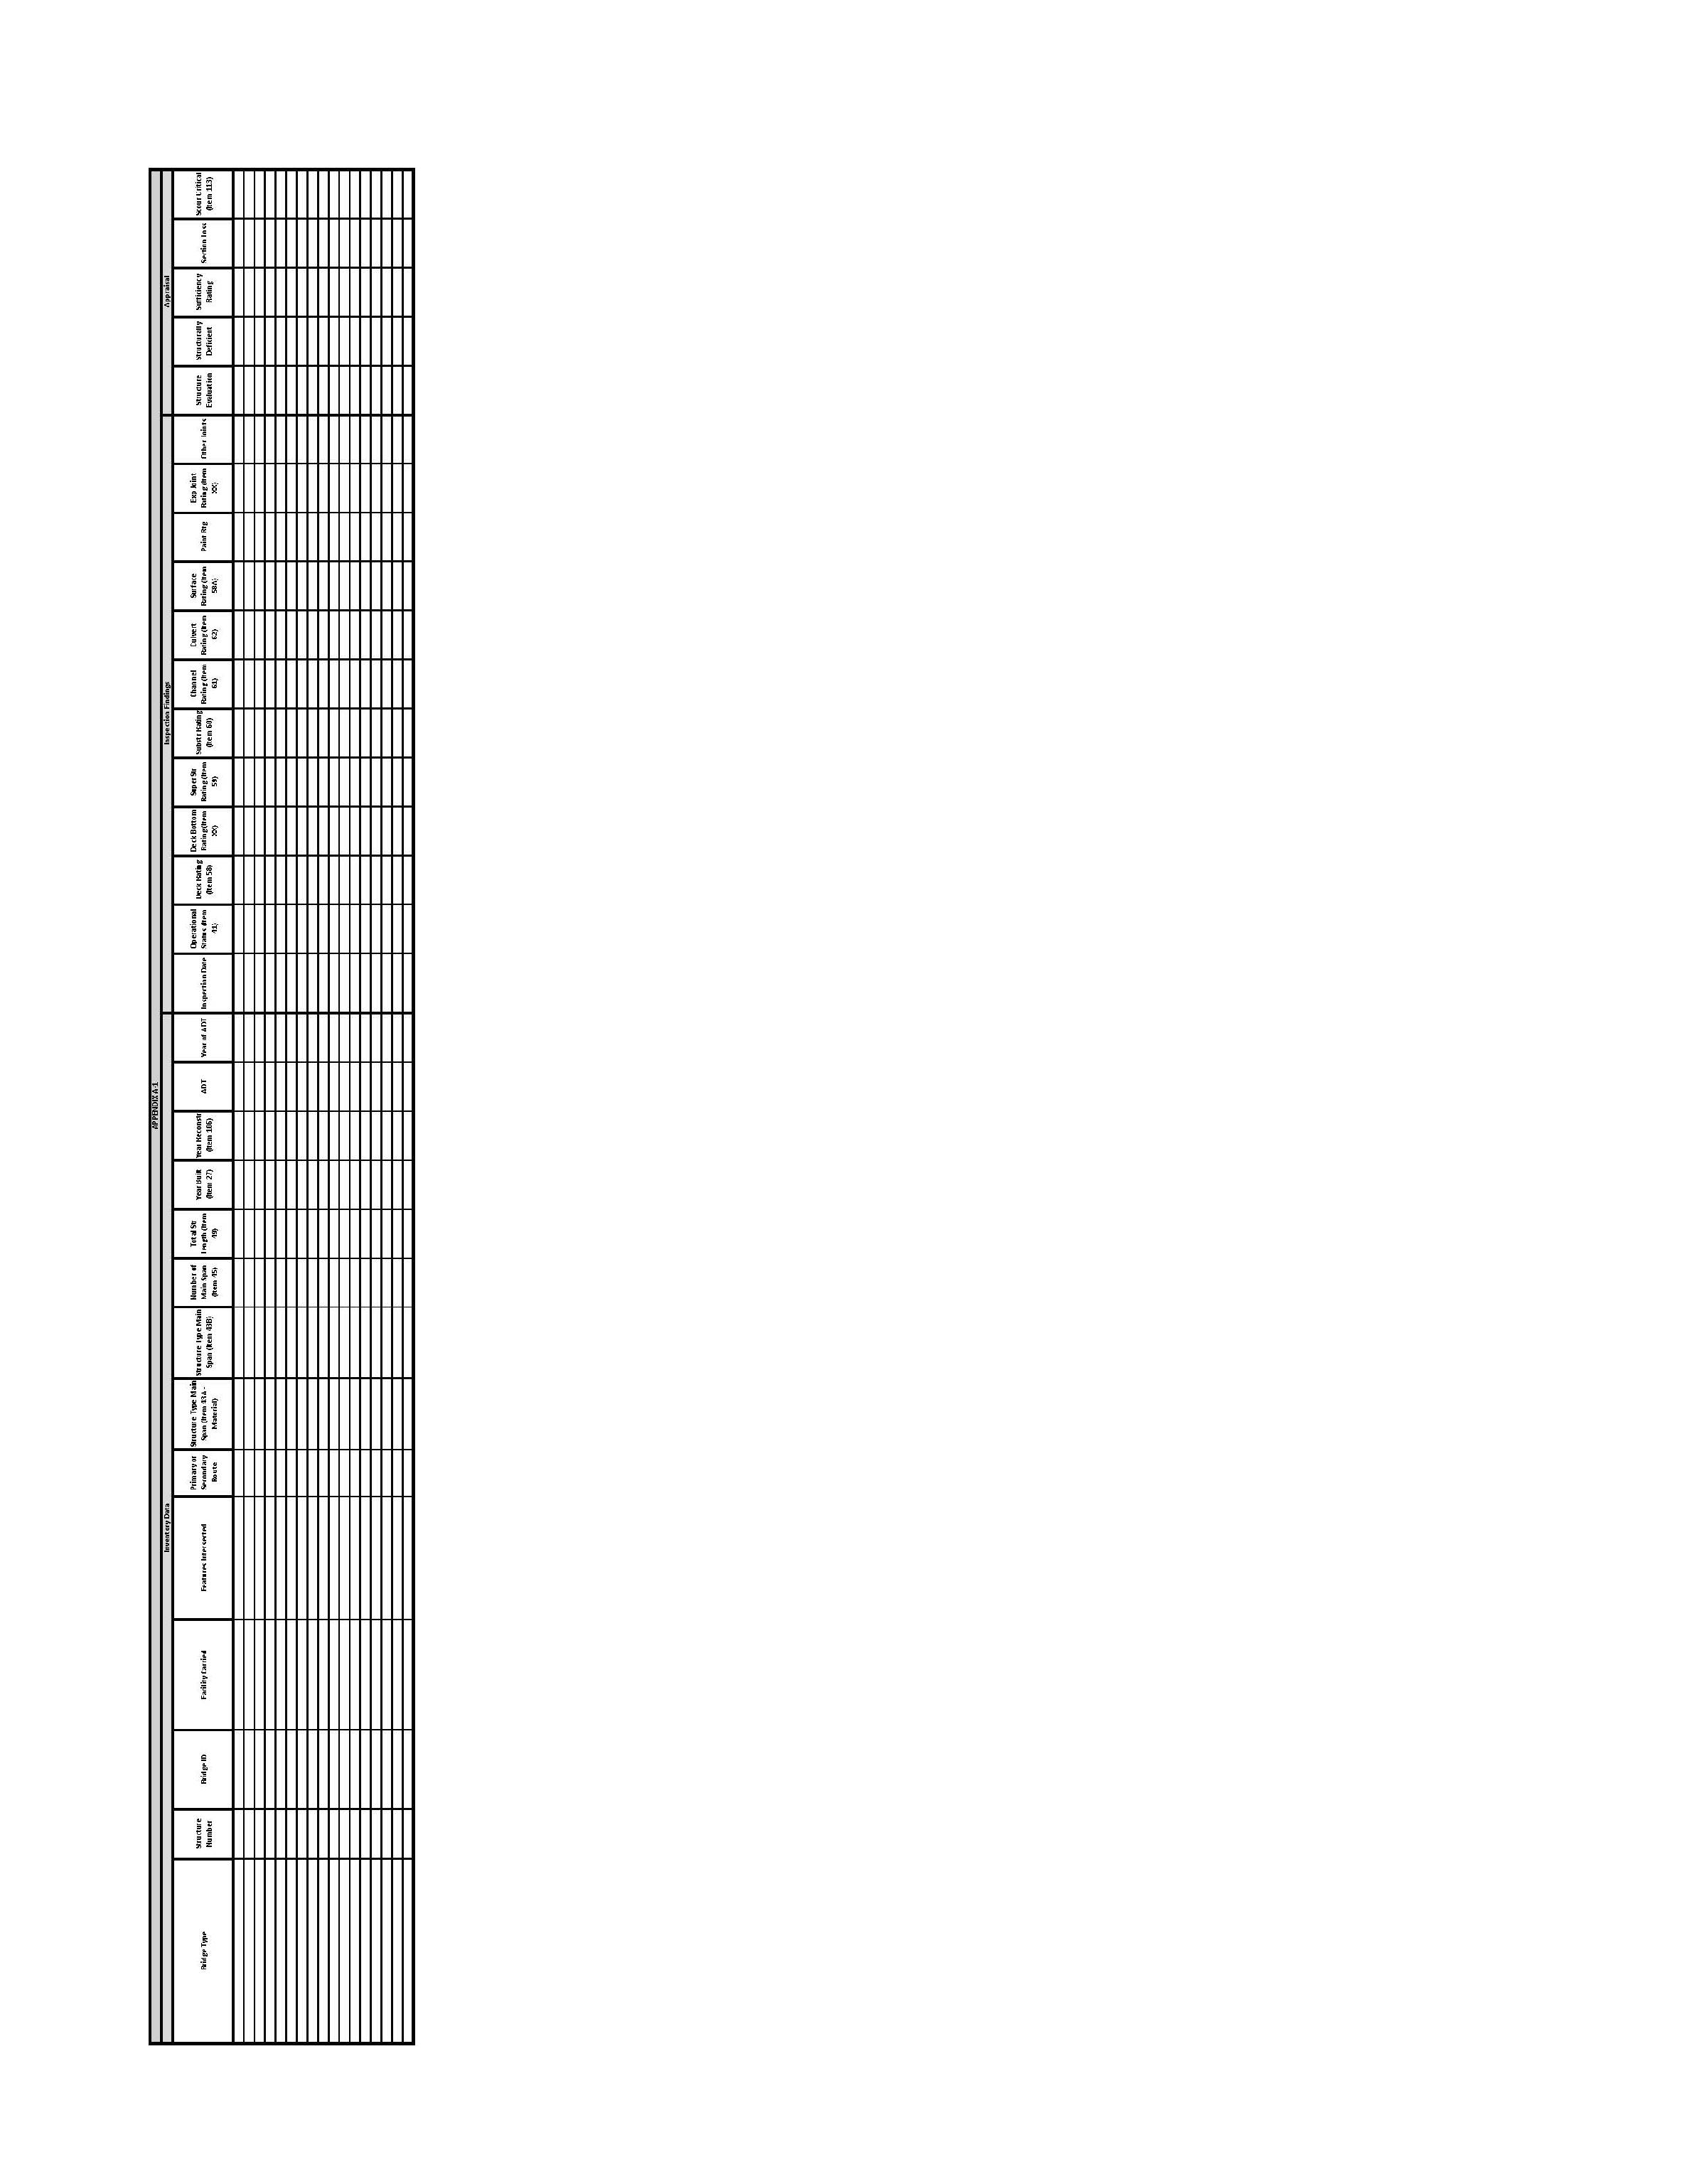 APPENDIX A-1
Inventory Data
Inspection Findings
Appraisal
Bridge Type
Structure
Number
Bridge ID
Facility Carried
Features Intersected
Primary or
Secondary
Route
Structure Type Main
Span (Item 43A -
Material)
Structure Type Main
Span (Item 43B)
Number of
Main Span
(Item 45)
Total Str
Length (Item
49)
Year Built
(Item 27)
Year Reconstr
(Item 106)
ADT
Year of ADT
Inspection Date
Operational
Status (Item
41)
Deck Rating
(Item 58)
Deck Bottom
Rating(Item
XX)
Super Str
Rating (Item
59)
Substr Rating
(Item 60)
Channel
Rating (Item
61)
Culvert
Rating (Item
62)
Surface
Rating (Item
58A)
Paint Rtg
Exp Joint
Rating (Item
XX)
Other Joints
Structure
Evaluation
Structurally
Deficient
Sufficiency
Rating
Section Loss
Scour Critical
(Item 113)